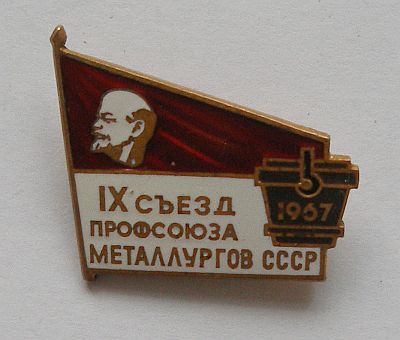 IX СЪЕЗД
ПРОФСОЮЗА
МЕТАЛЛУРГОВ СССР
1967